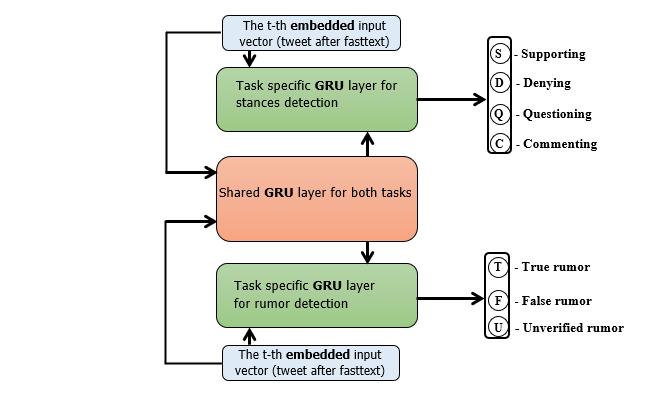 The t-th embedded input
vector (tweet after fasttext)
Task specific GRU layer for
stances detection
S - Supporting
D - Denying
Q - Questioning
C - Commenting
Shared GRU layer for both tasks
Task specific GRU layer
for rumor detection
T - True rumor
F - False rumor
U - Unverified rumor
The t-th embedded input
vector (tweet after fasttext)